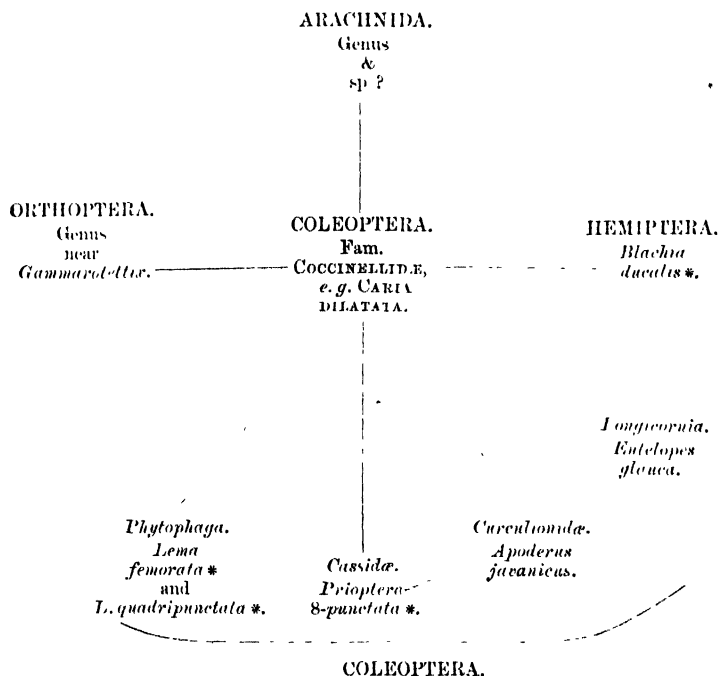 ARACHNIDA.
Genus
&
sp ?
ORTHOPTERA.
Genus
near
Gammarotettix.
COLEOPTERA.
Fam.
COCCINELLIDÆ,
e. g. CARIA
DILATATA.
HEMIPTERA.
Blachia
ducalis *.
Longicornia.
Entelopes
glauca.
Phytophaga.
Lema
femorata *
and
L. quadripunctata *.
Cassidæ.
Prioptera
8-punctata *.
Curculionidæ.
Apoderus
javanicus.
COLEOPTERA.